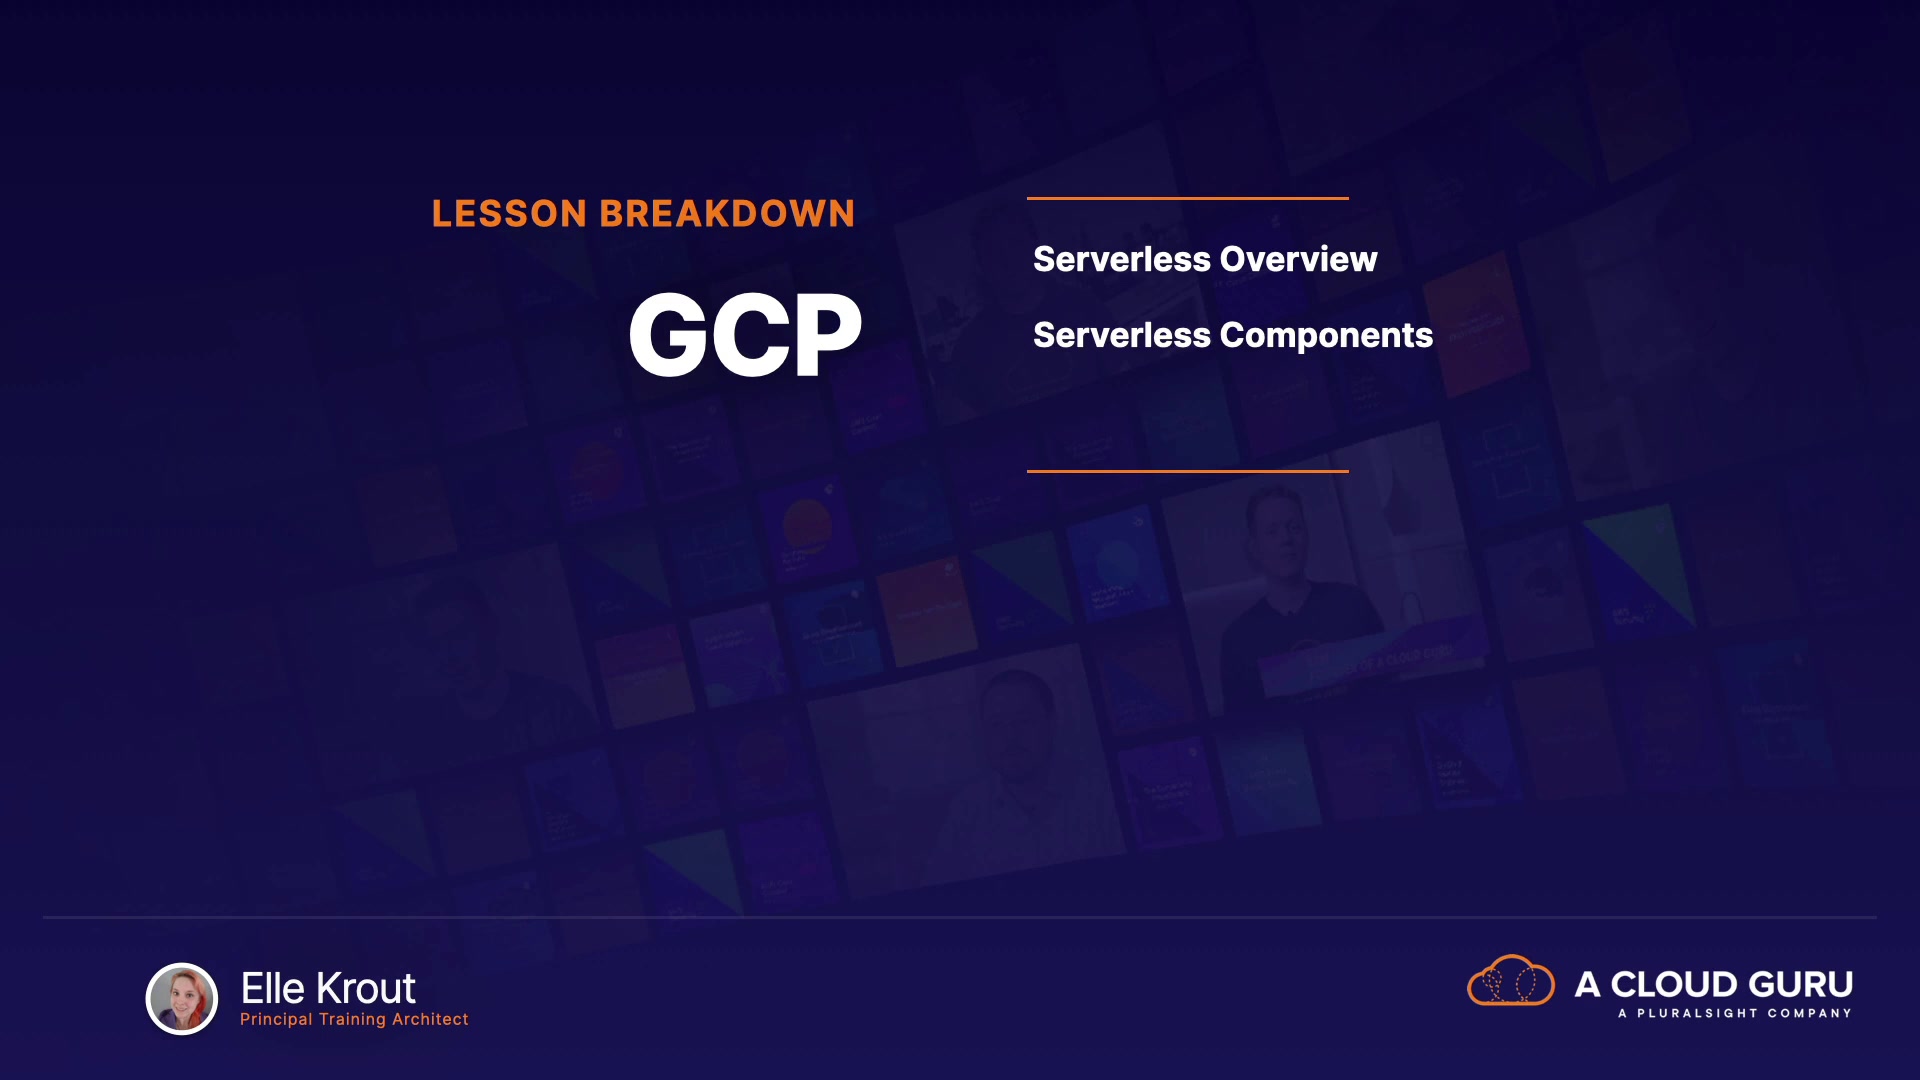 LESSON BREAKDOWN
GCP
Serverless Overview
Serverless Components
Elle Krout
Principal Training Architect
A CLOUD GURU
A PLURALSIGHT COMPANY